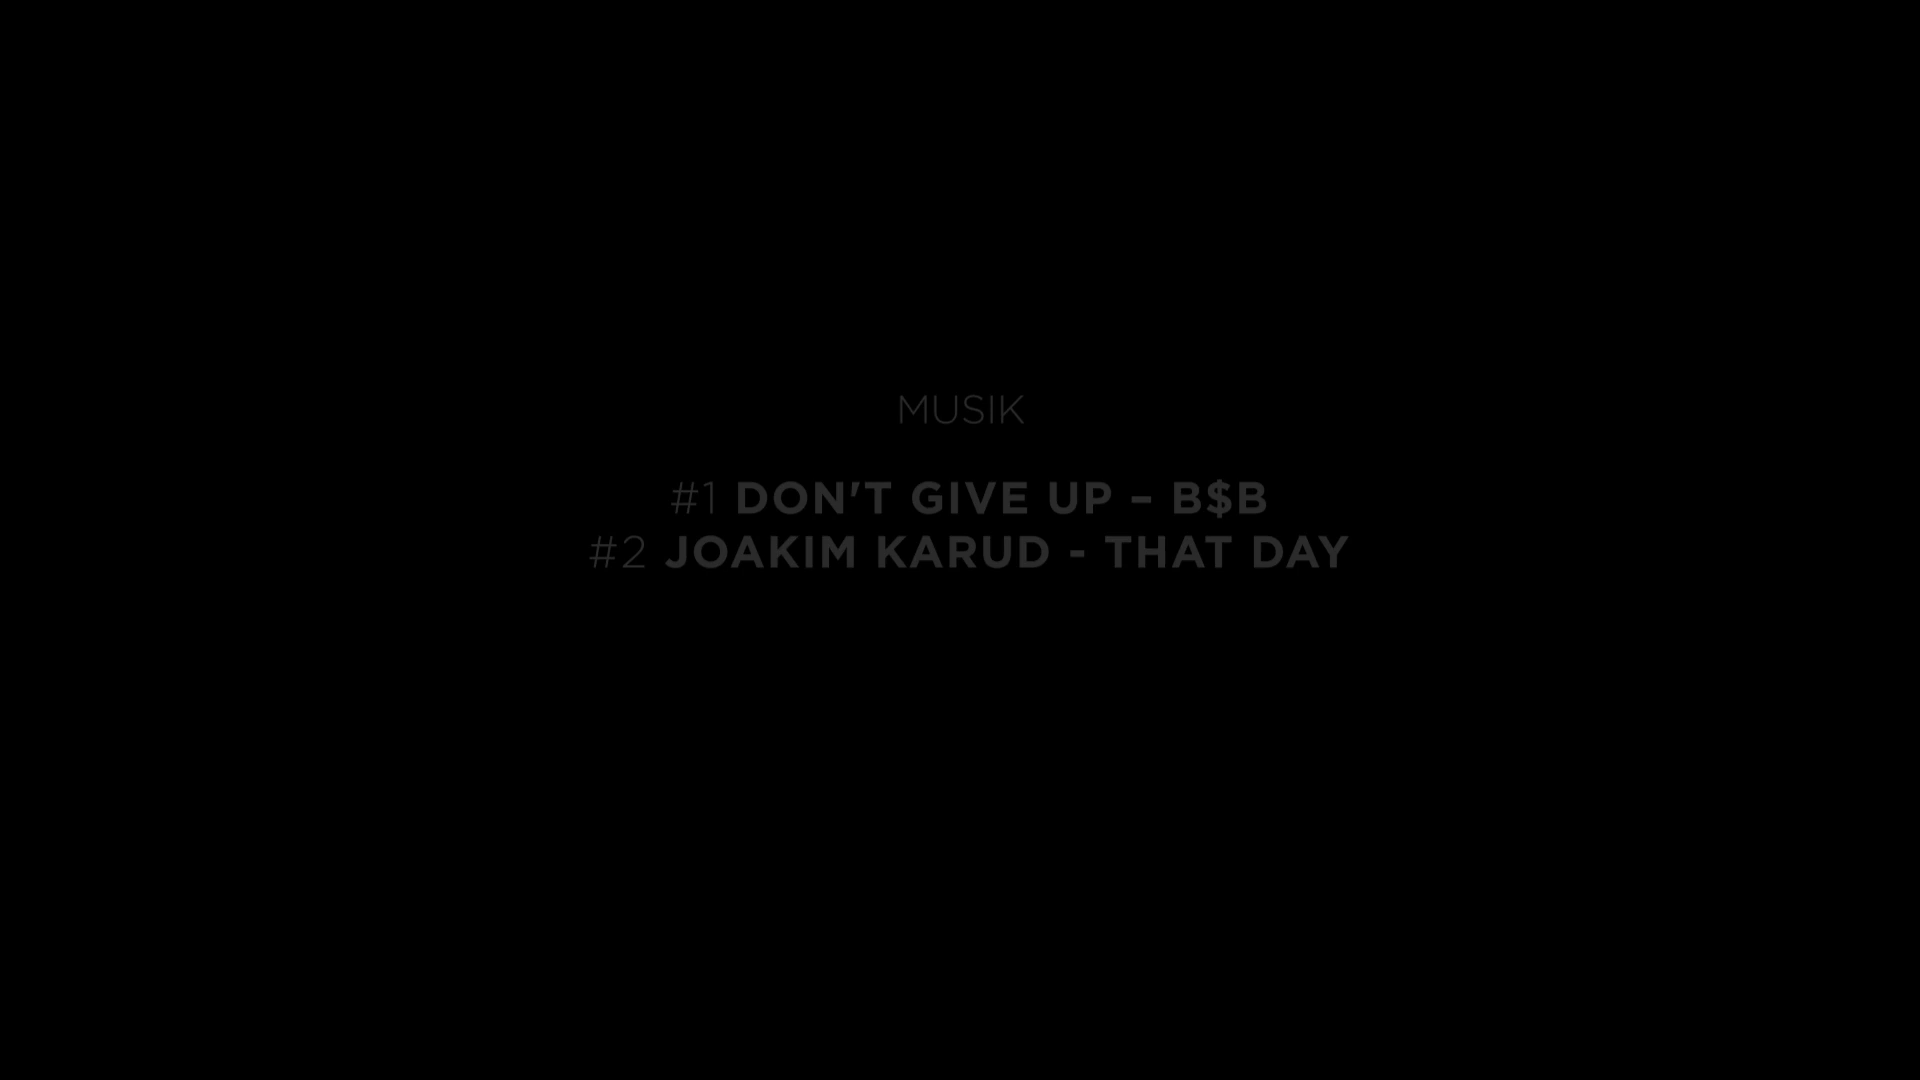 MUSIK
#1 DON'T GIVE UP – B$B
#2 JOAKIM KARUD - THAT DAY